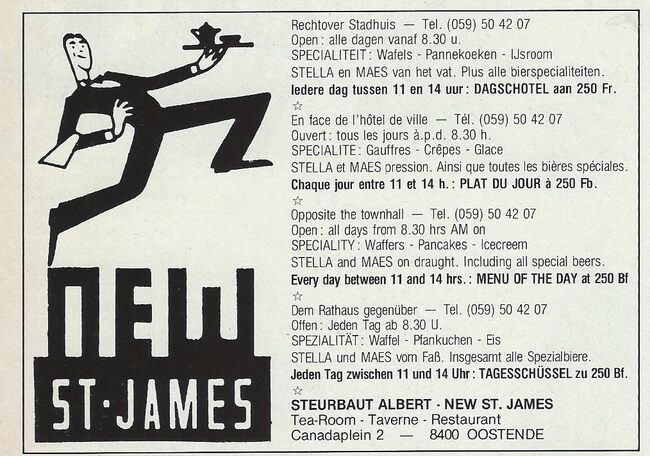 NEW
ST·JAMES
Rechtover Stadhuis — Tel. (059) 50 42 07
Open: alle dagen vanaf 8.30 u.
SPECIALITEIT: Wafels - Pannekoeken - IJsroom
STELLA en MAES van het vat. Plus alle bierspecialiteiten.
Iedere dag tussen 11 en 14 uur: DAGSCHOTEL aan 250 Fr.
☆
En face de l'hôtel de ville — Tél. (059) 50 42 07
Ouvert: tous les jours à.p.d. 8.30 h.
SPECIALITE: Gauffres - Crêpes - Glace
STELLA et MAES pression. Ainsi que toutes les bières spéciales.
Chaque jour entre 11 et 14 h.: PLAT DU JOUR à 250 Fb.
☆
Opposite the townhall — Tel. (059) 50 42 07
Open: all days from 8.30 hrs AM on
SPECIALITY: Waffers - Pancakes - Icecreem
STELLA and MAES on draught. Including all special beers.
Every day between 11 and 14 hrs.: MENU OF THE DAY at 250 Bf
☆
Dem Rathaus gegenüber — Tel. (059) 50 42 07
Offen: Jeden Tag ab 8.30 U.
SPEZIALITÄT: Waffel - Pfankuchen - Eis
STELLA und MAES vom Faß. Insgesamt alle Spezialbiere.
Jeden Tag zwischen 11 und 14 Uhr: TAGESSCHÜSSEL zu 250 Bf.
☆
STEURBAUT ALBERT - NEW ST. JAMES
Tea-Room - Taverne - Restaurant
Canadaplein 2 — 8400 OOSTENDE